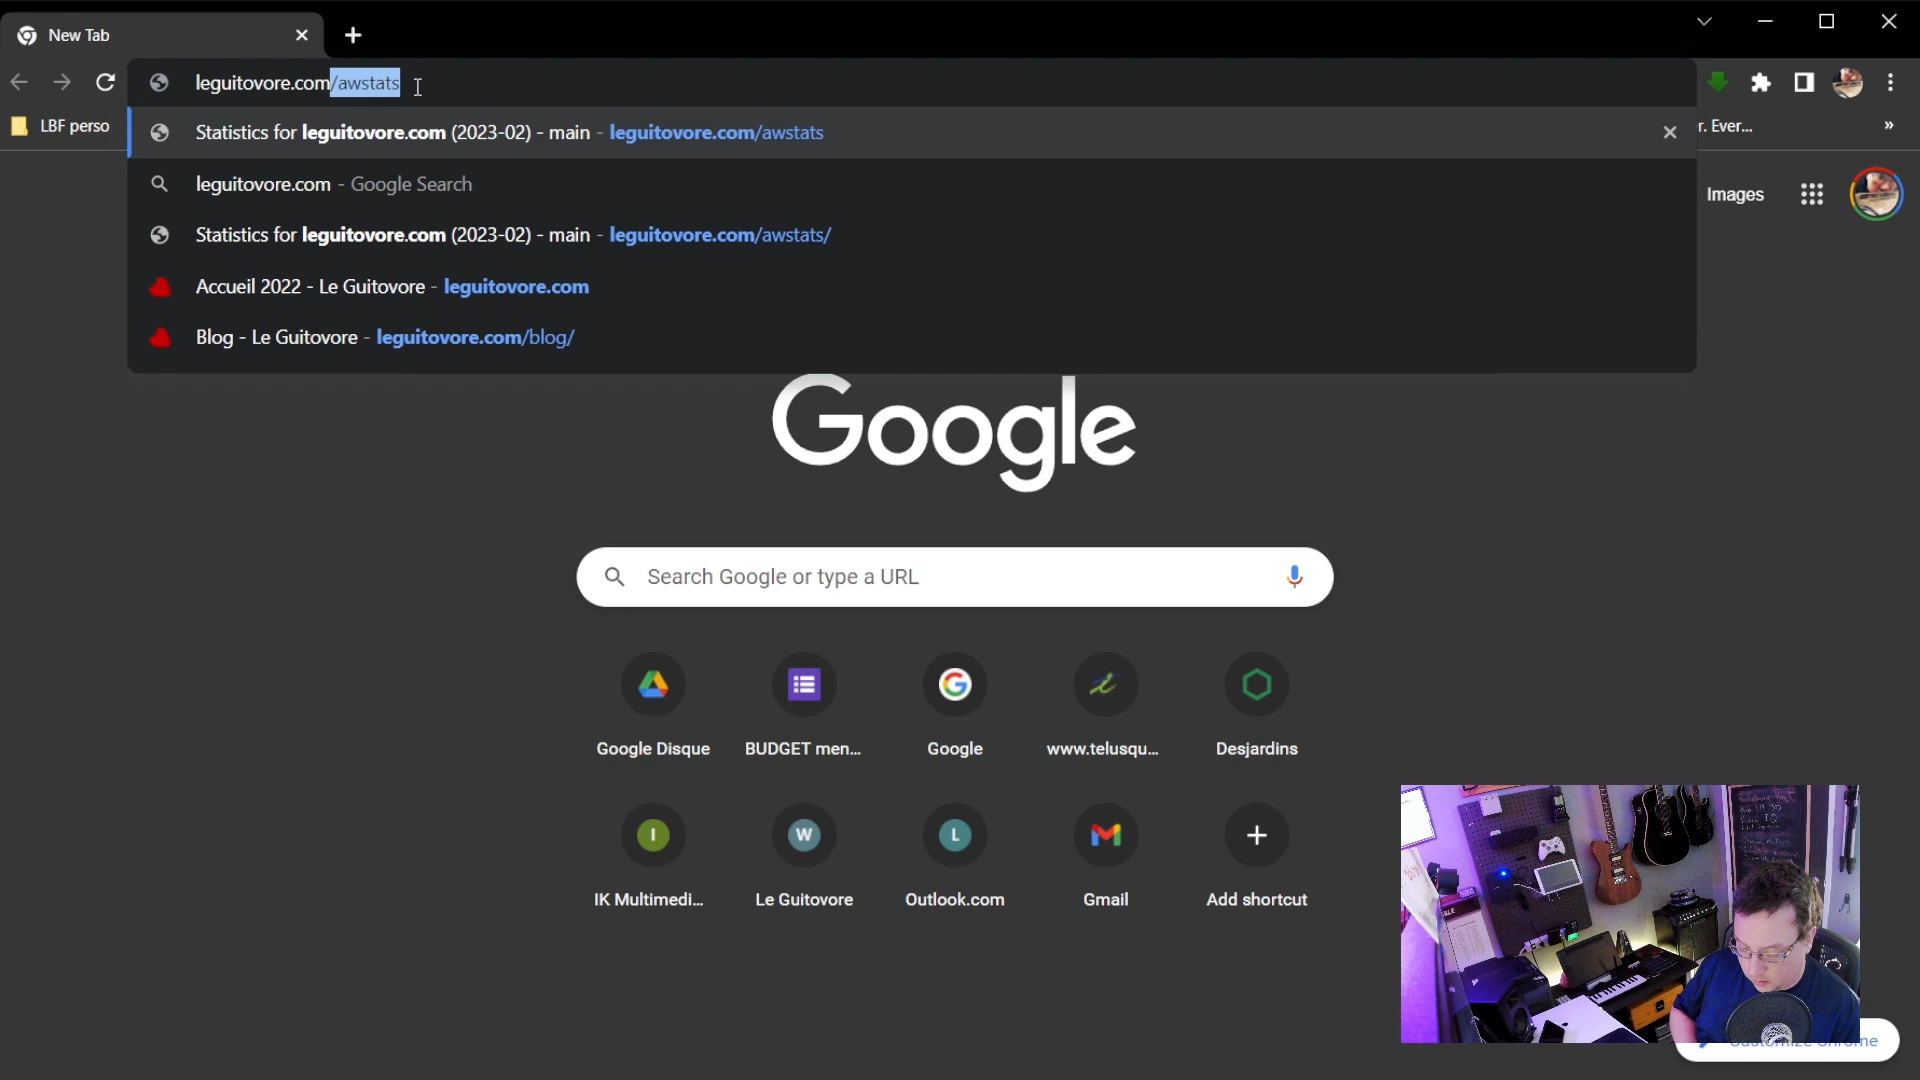 New Tab
leguitovore.com/awstats
LBF perso
Statistics for leguitovore.com (2023-02) - main - leguitovore.com/awstats
r. Ever...
»
leguitovore.com - Google Search
Images
Statistics for leguitovore.com (2023-02) - main - leguitovore.com/awstats/
Accueil 2022 - Le Guitovore - leguitovore.com
Blog - Le Guitovore - leguitovore.com/blog/
Google
Search Google or type a URL
Google Disque
BUDGET men...
Google
www.telusqu...
Desjardins
I
W
L
IK Multimedi...
Le Guitovore
Outlook.com
Gmail
Add shortcut
Customize Chrome